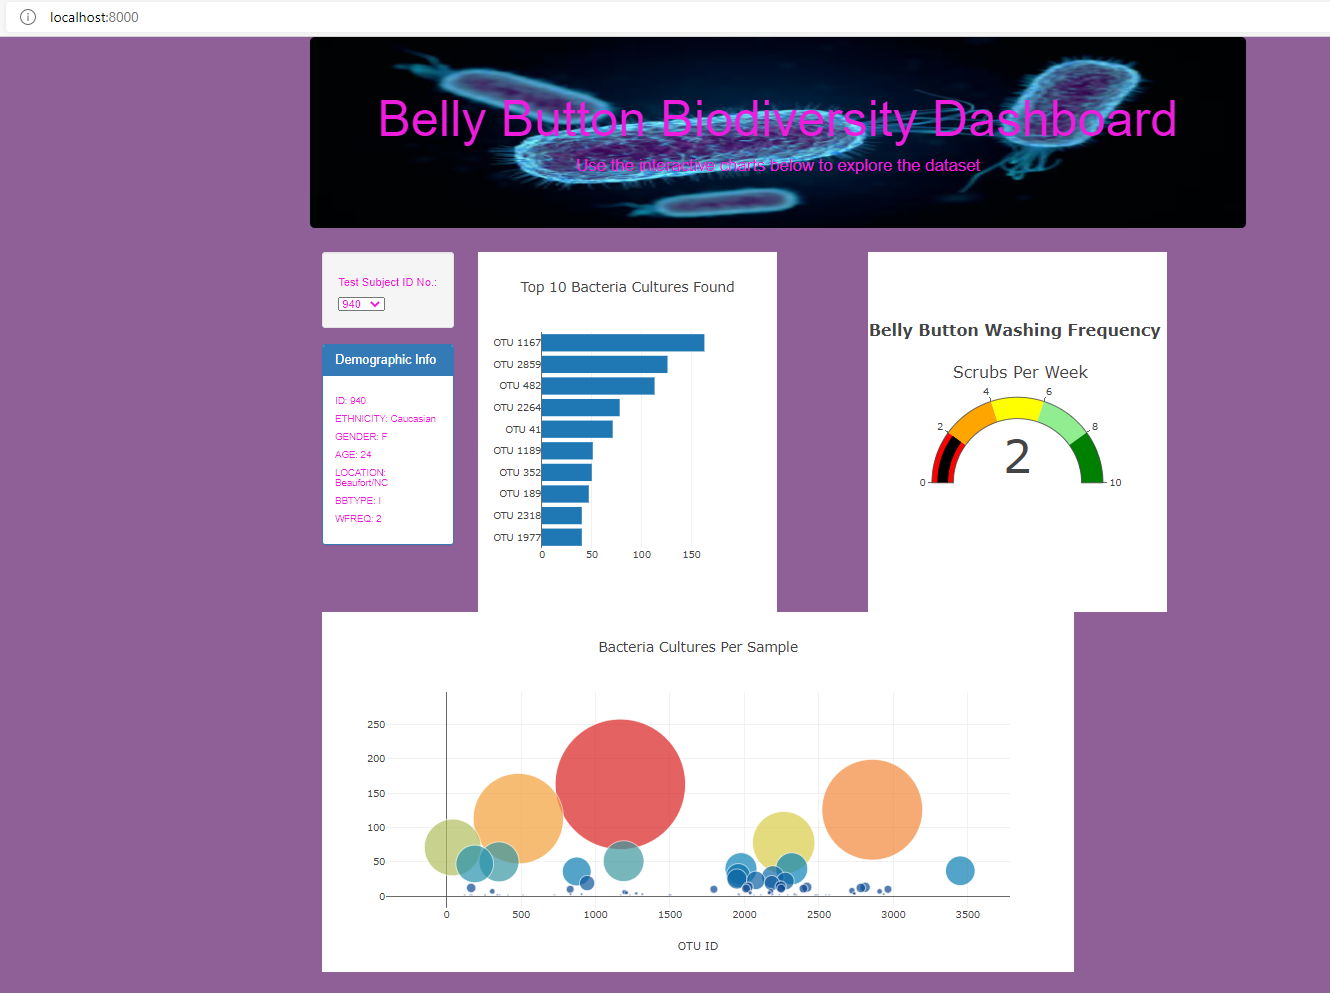 localhost:8000
Belly Button Biodiversity Dashboard
Use the interactive charts below to explore the dataset
Test Subject ID No.:
940
Demographic Info
ID: 940
ETHNICITY: Caucasian
GENDER: F
AGE: 24
LOCATION:
Beaufort/NC
BBTYPE: I
WFREQ: 2
Top 10 Bacteria Cultures Found
OTU 1167
OTU 2859
OTU 482
OTU 2264
OTU 41
OTU 1189
OTU 352
OTU 189
OTU 2318
OTU 1977
0 50 100 150
Belly Button Washing Frequency
Scrubs Per Week
4 6
2 8
2
0 10
Bacteria Cultures Per Sample
250
200
150
100
50
0
0 500 1000 1500 2000 2500 3000 3500
OTU ID